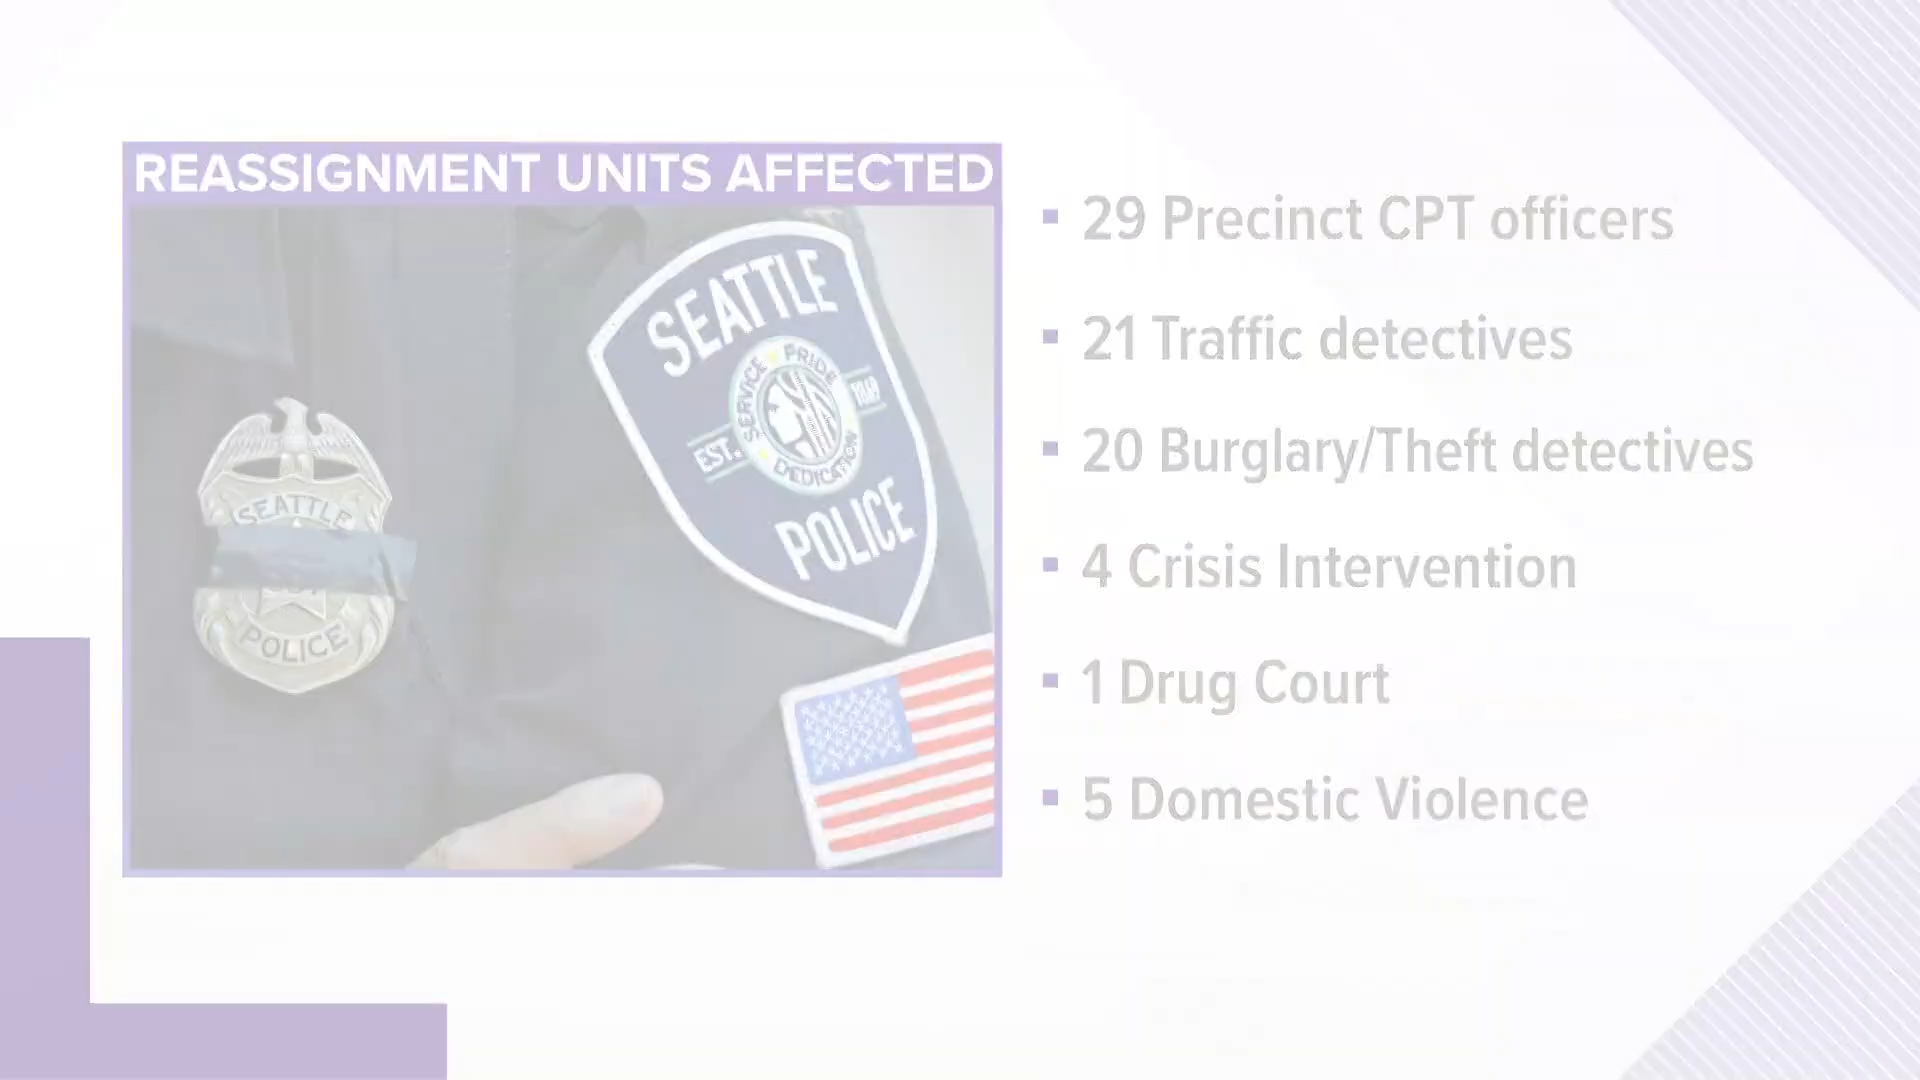 REASSIGNMENT UNITS AFFECTED
SEATTLE
POLICE
SEATTLE
SERVICE PRIDE
DEDICATION
EST. 1869
POLICE
29 Precinct CPT officers
21 Traffic detectives
20 Burglary/Theft detectives
4 Crisis Intervention
1 Drug Court
5 Domestic Violence